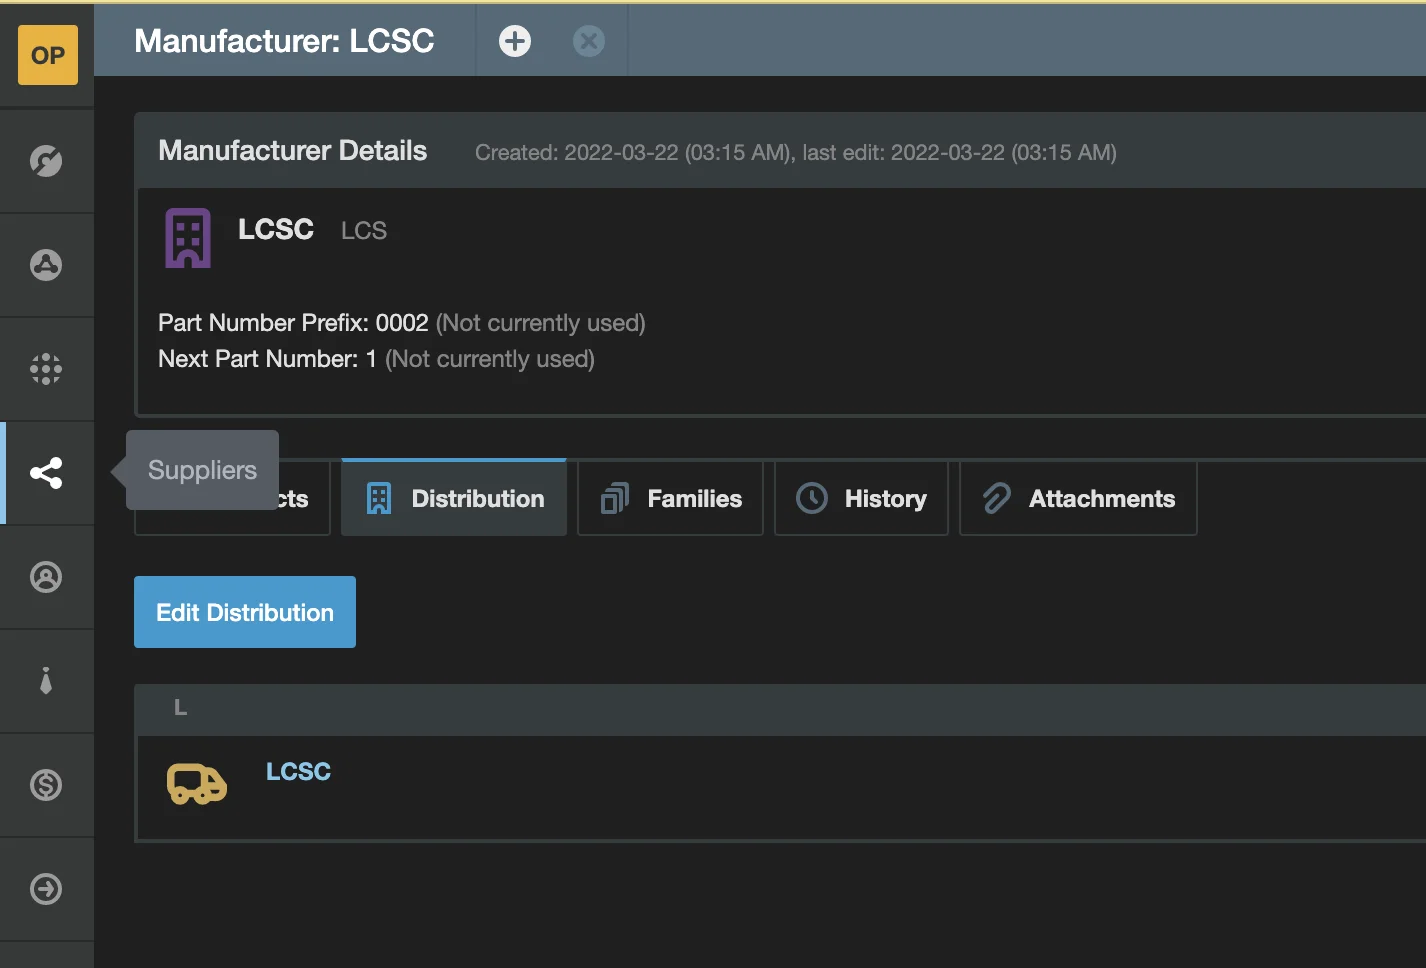 OP
Manufacturer: LCSC
Manufacturer Details
Created: 2022-03-22 (03:15 AM), last edit: 2022-03-22 (03:15 AM)
LCSC LCS
Part Number Prefix: 0002 (Not currently used)
Next Part Number: 1 (Not currently used)
Suppliers
cts
Distribution
Families
History
Attachments
Edit Distribution
L
LCSC